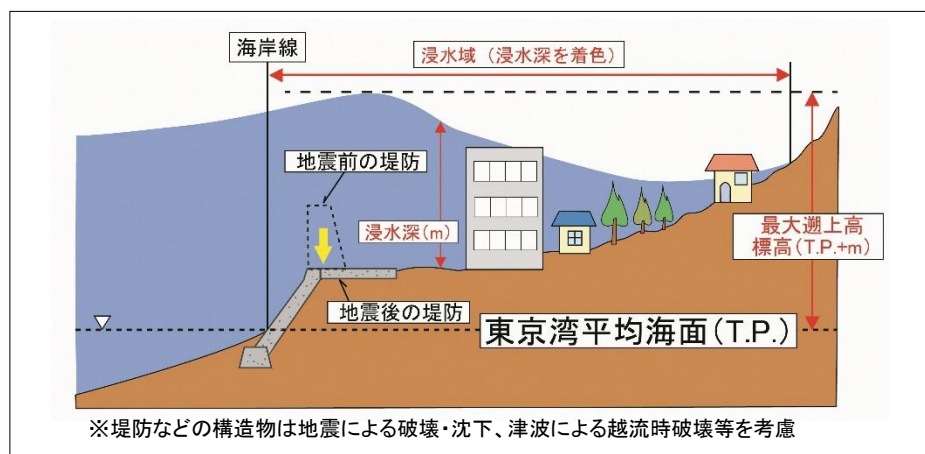 海岸線
浸水域（浸水深を着色）
地震前の堤防
浸水深（m）
最大遡上高
標高（T.P.+m）
地震後の堤防
東京湾平均海面（T.P.）
※堤防などの構造物は地震による破壊・沈下、津波による越流時破壊等を考慮